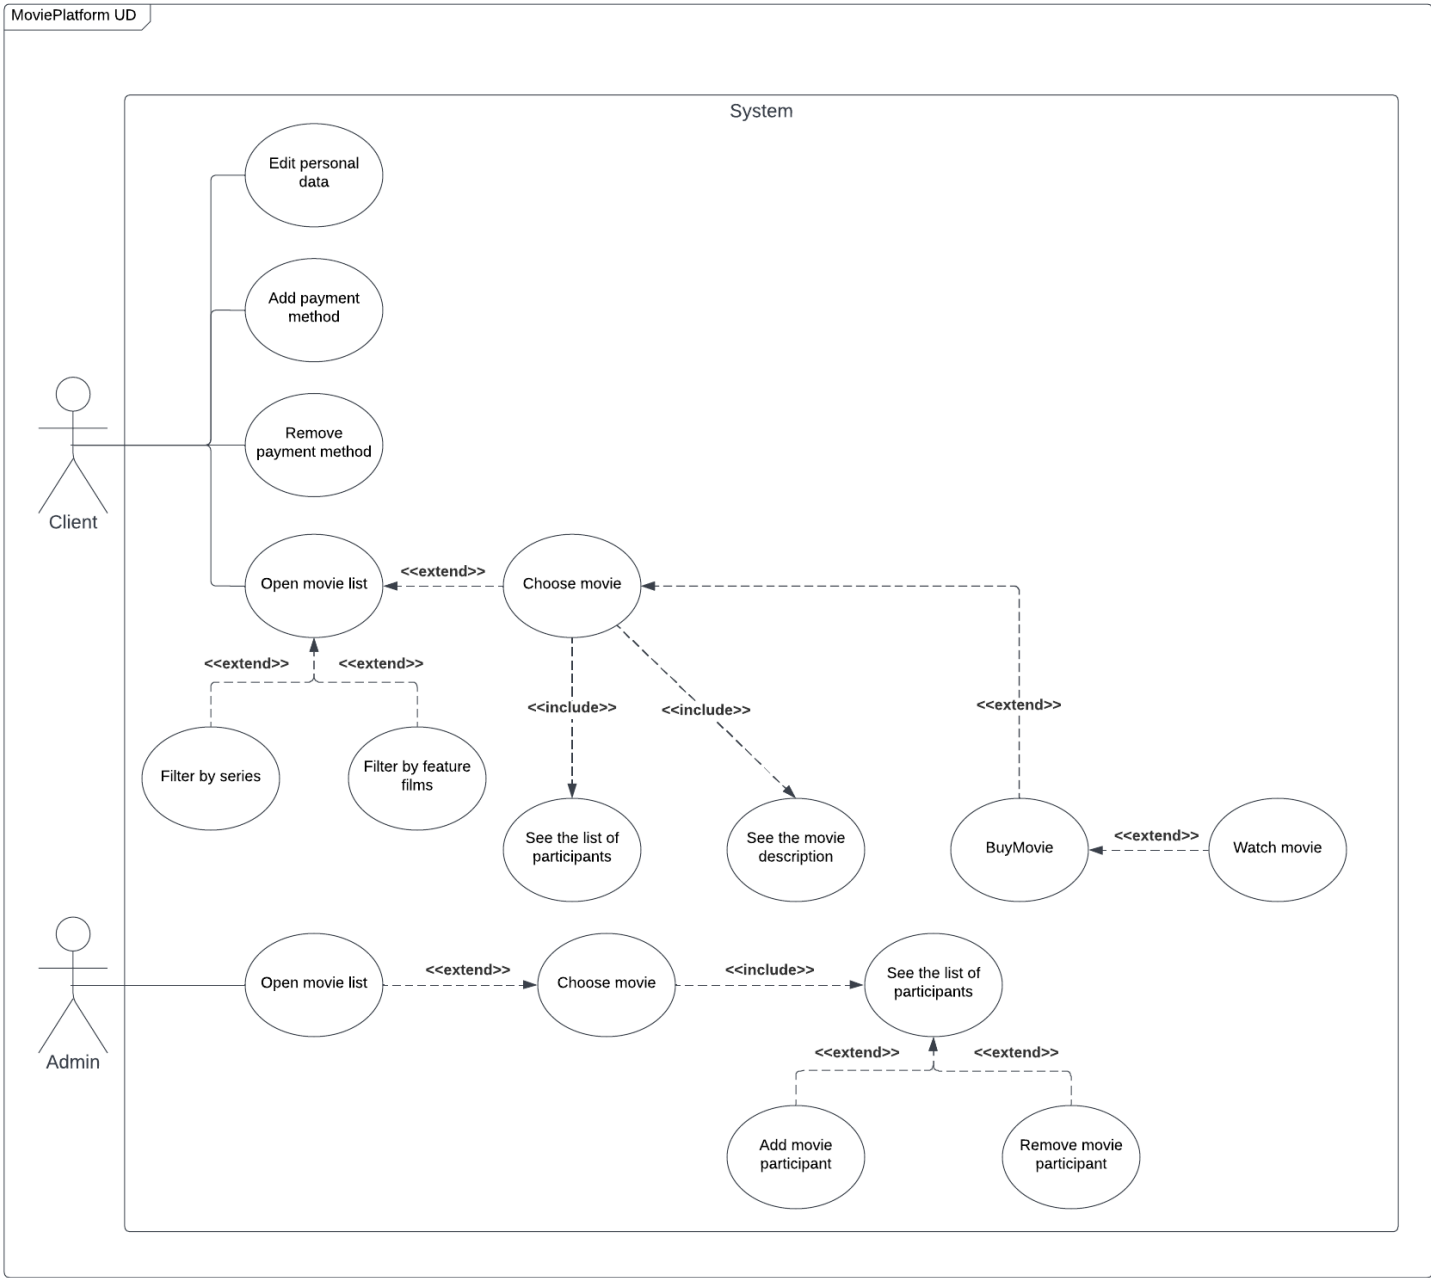 MoviePlatform UD
System
Edit personal
data
Add payment
method
Remove
payment method
Client
Open movie list
<<extend>>
Choose movie
<<extend>>
<<extend>>
<<include>>
<<include>>
<<extend>>
Filter by series
Filter by feature
films
See the list of
participants
See the movie
description
BuyMovie
<<extend>>
Watch movie
Admin
Open movie list
<<extend>>
Choose movie
<<include>>
See the list of
participants
<<extend>>
<<extend>>
Add movie
participant
Remove movie
participant